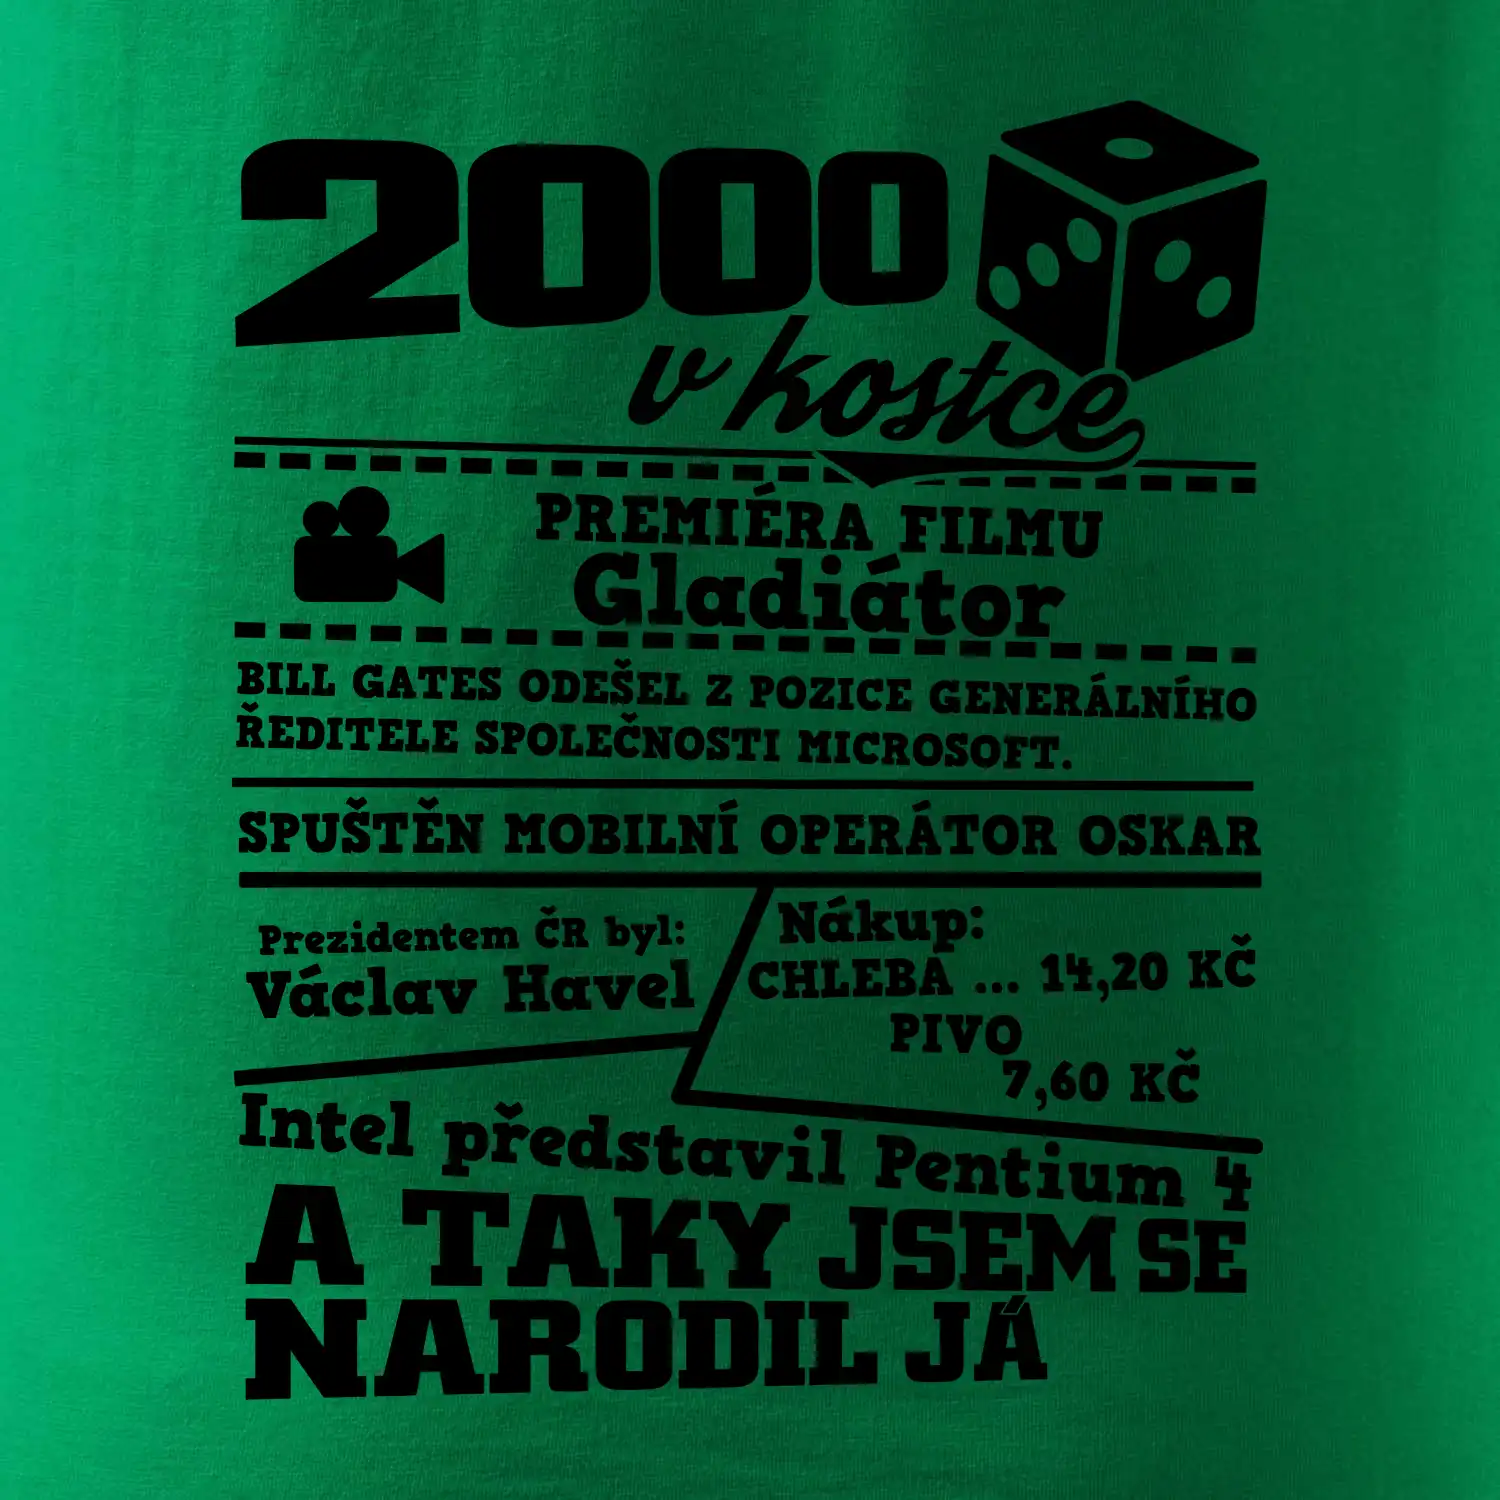 2000
v kostce
PREMIÉRA FILMU
Gladiátor
BILL GATES ODEŠEL Z POZICE GENERÁLNÍHO
ŘEDITELE SPOLEČNOSTI MICROSOFT.
SPUŠTĚN MOBILNÍ OPERÁTOR OSKAR
Prezidentem ČR byl:
Václav Havel
Nákup:
CHLEBA ... 14,20 KČ
PIVO
7,60 KČ
Intel představil Pentium 4
A TAKY JSEM SE
NARODIL JÁ